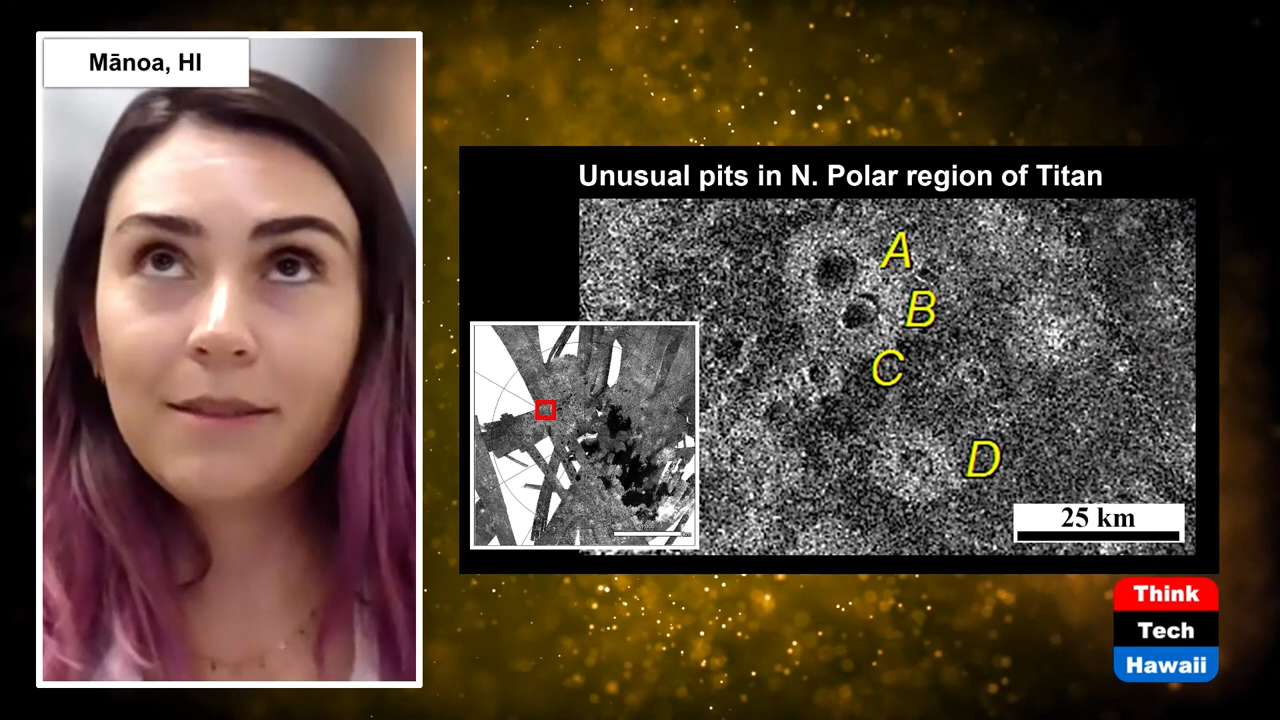 Mānoa, HI
Unusual pits in N. Polar region of Titan
A
B
C
D
25 km
Think
Tech
Hawaii